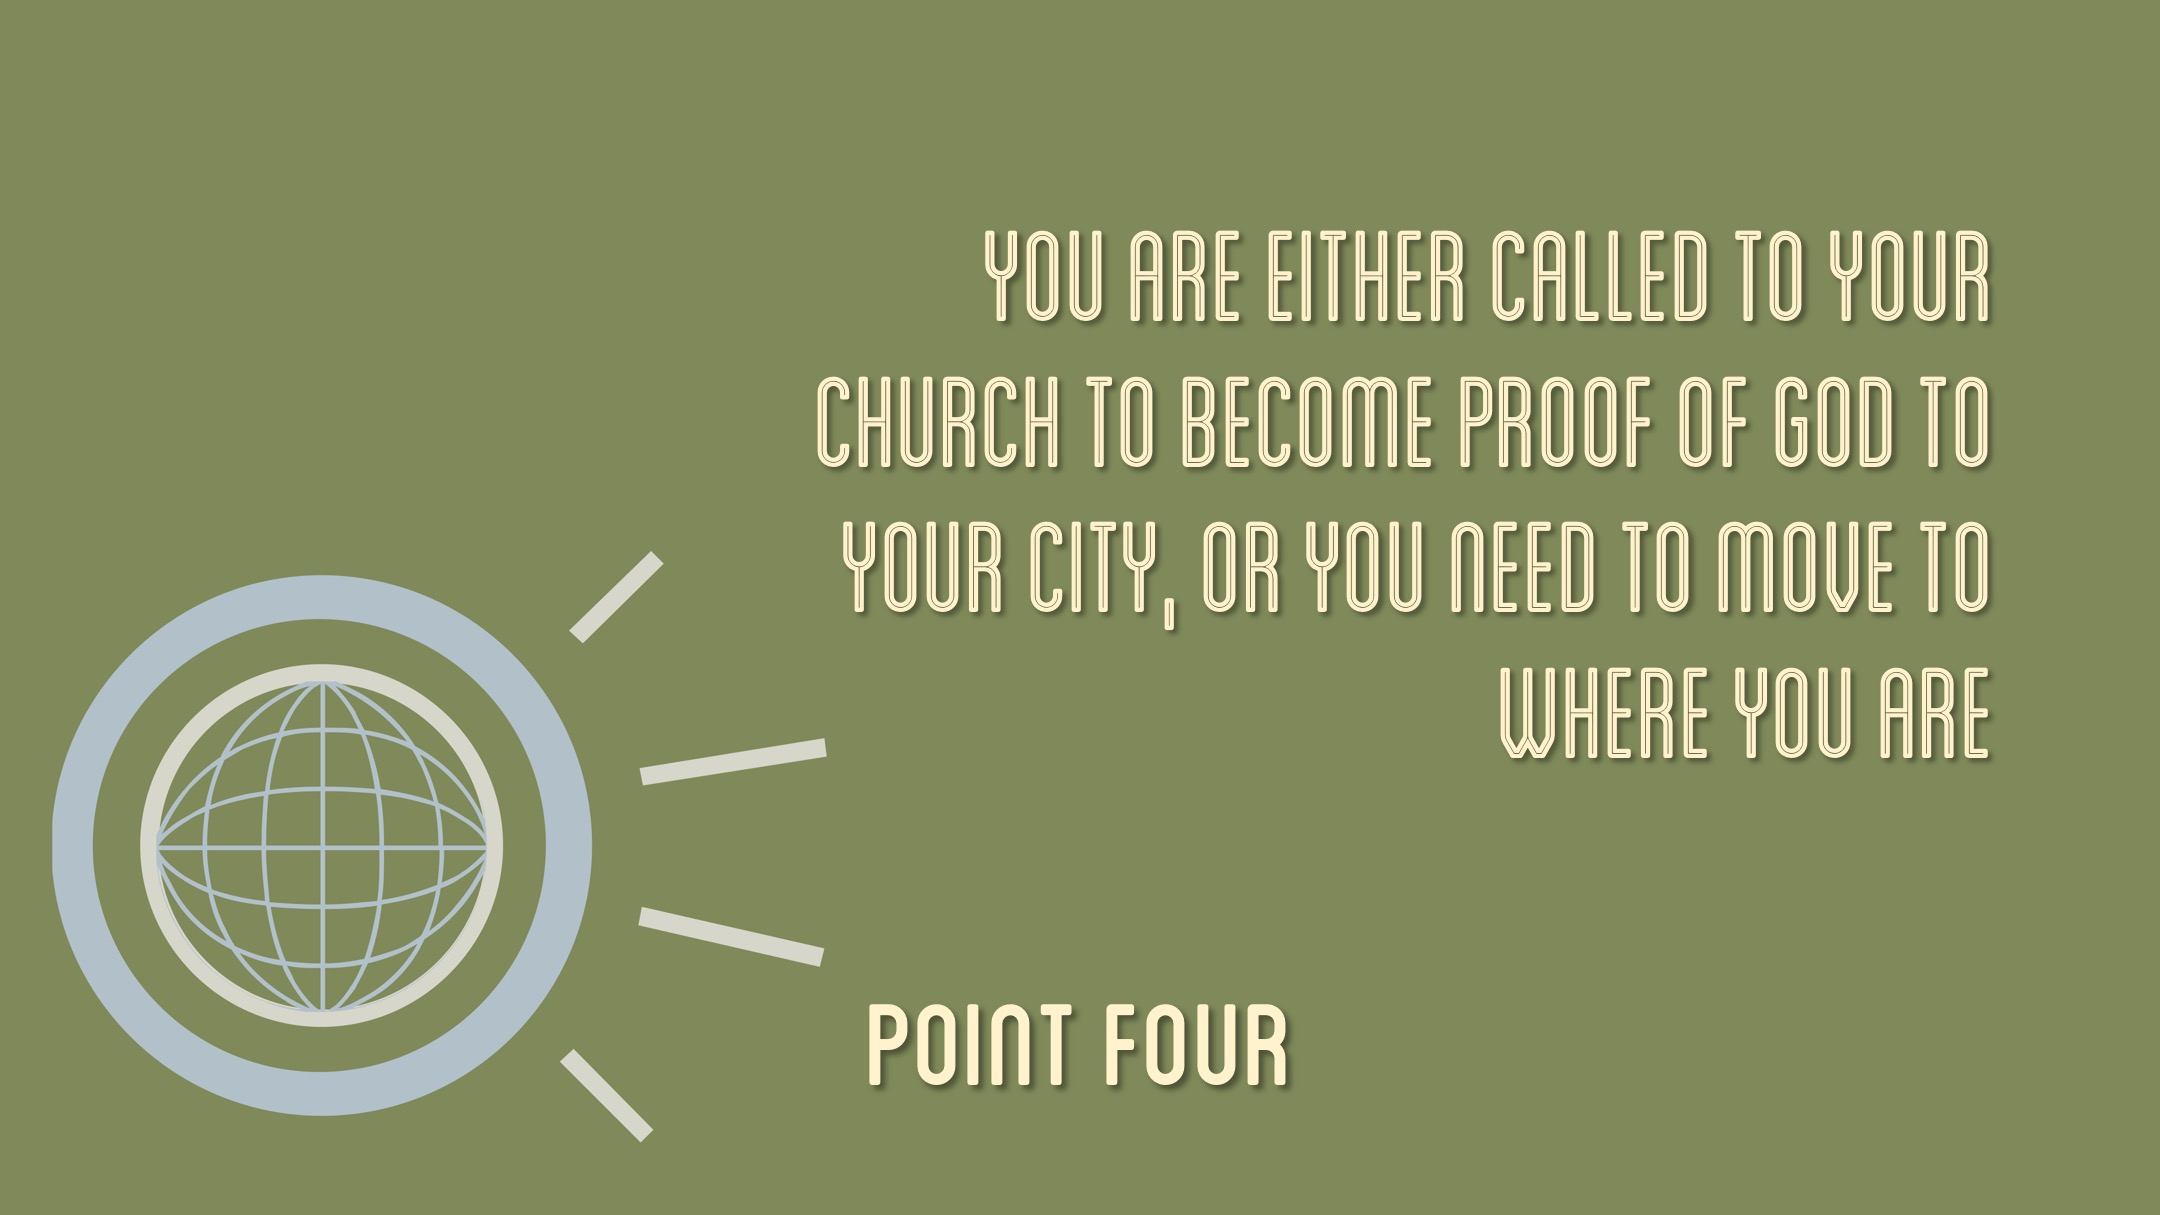 YOU ARE EITHER CALLED TO YOUR
CHURCH TO BECOME PROOF OF GOD TO
YOUR CITY, OR YOU NEED TO MOVE TO
WHERE YOU ARE
POINT FOUR